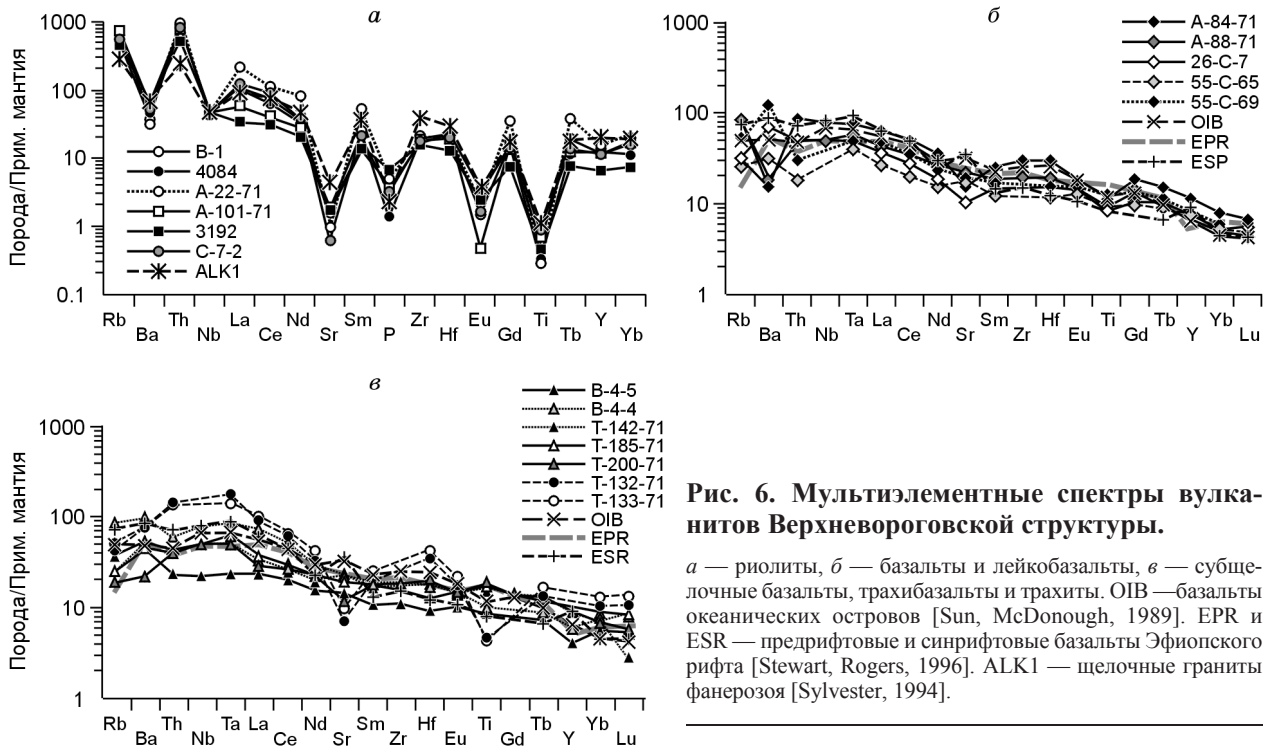 а
Порода/Прим. мантия
1000
100
10
1
0.1
B-1
4084
A-22-71
A-101-71
3192
C-7-2
ALK1
Rb Th La Nd Sm Zr Eu Ti Y
Ba Nb Ce Sr P Hf Gd Tb Yb
б
1000
100
10
1
A-84-71
A-88-71
26-C-7
55-C-65
55-C-69
OIB
EPR
ESP
Rb Th Ta Ce Sr Zr Eu Gd Y Lu
Ba Nb La Nd Sm Hf Ti Tb Yb
в
Порода/Прим. мантия
1000
100
10
1
B-4-5
B-4-4
T-142-71
T-185-71
T-200-71
T-132-71
T-133-71
OIB
EPR
ESR
Rb Th Ta Ce Sm Hf Ti Tb Yb
Ba Nb La Nd Sr Zr Eu Gd Y Lu
Рис. 6. Мультиэлементные спектры вулка-
нитов Верхневороговской структуры.
а — риолиты, б — базальты и лейкобазальты, в — субще-
лочные базальты, трахибазальты и трахиты. OIB —базальты
океанических островов [Sun, McDonough, 1989]. EPR и
ESR — предрифтовые и синрифтовые базальты Эфиопского
рифта [Stewart, Rogers, 1996]. ALK1 — щелочные граниты
фанерозоя [Sylvester, 1994].